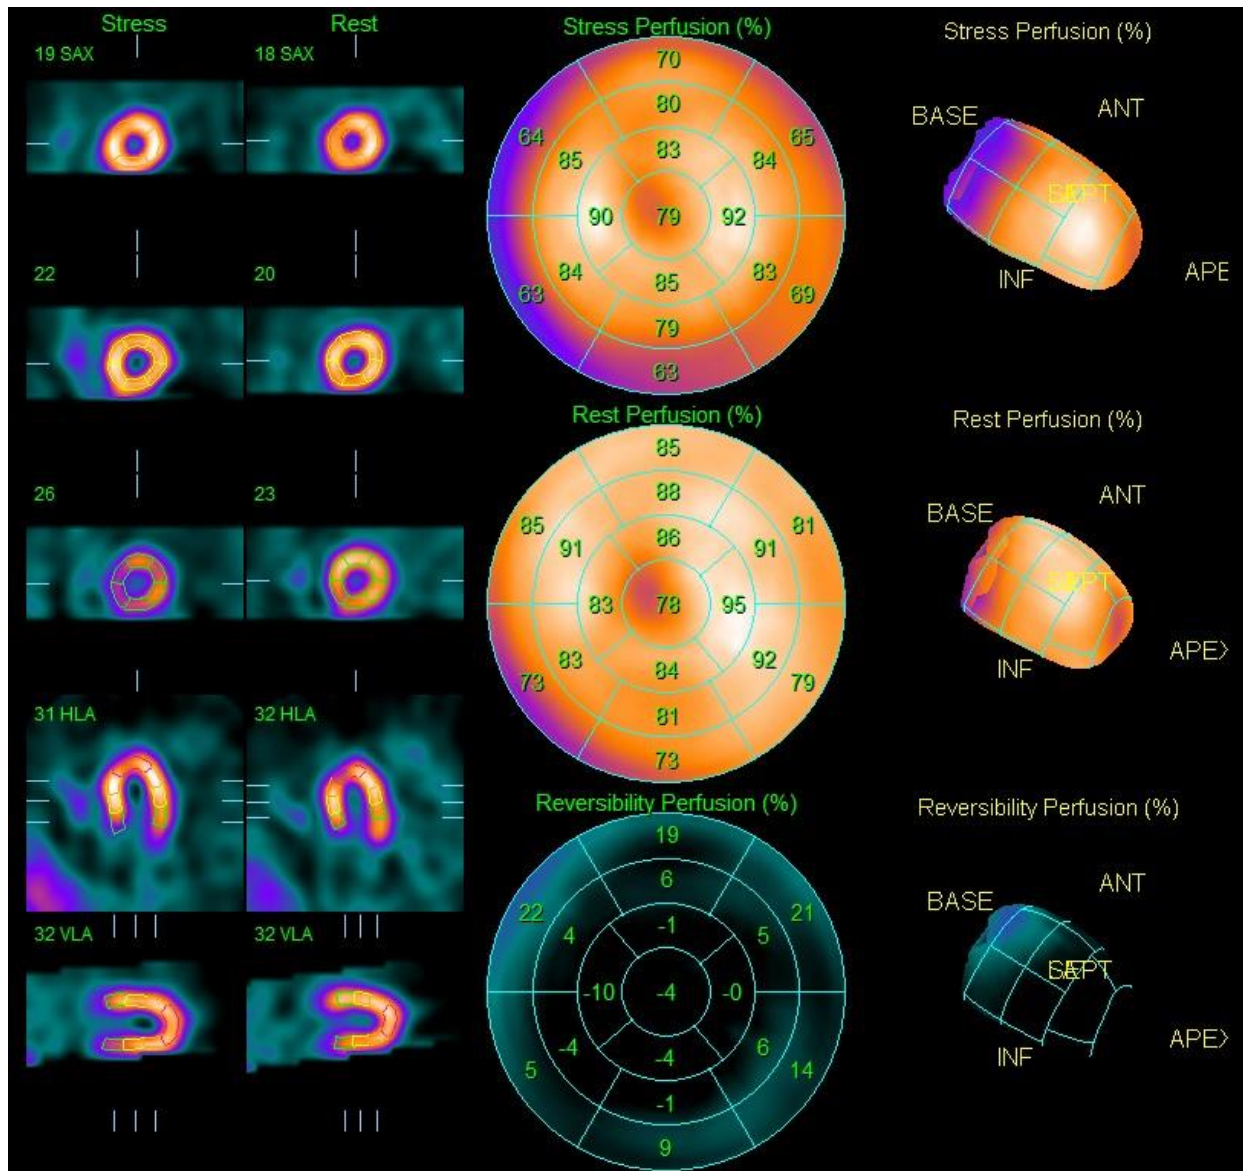 Stress
Rest
19 SAX
18 SAX
22
20
26
23
31 HLA
32 HLA
32 VLA
32 VLA
Stress Perfusion (%)
70
64
80
65
85
83
84
90
79
92
84
85
83
63
79
69
63
Rest Perfusion (%)
85
85
88
81
91
86
91
83
78
95
83
84
92
73
81
79
73
Reversibility Perfusion (%)
19
22
6
21
4
-1
5
-10
-4
-0
-4
-4
6
5
-1
14
9
Stress Perfusion (%)
BASE
ANT
INF
APE
Rest Perfusion (%)
ANT
BASE
INF
APE>
Reversibility Perfusion (%)
ANT
BASE
INF
APE>